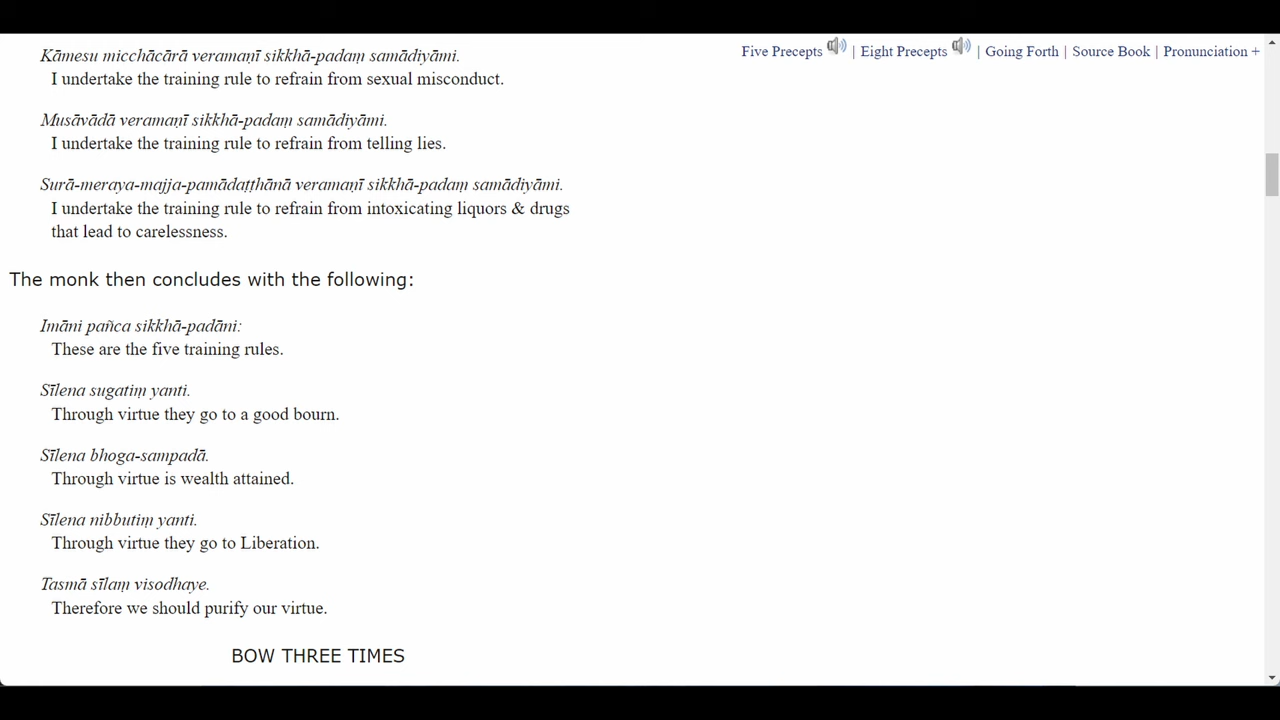 Five Precepts | Eight Precepts | Going Forth | Source Book | Pronunciation +
Kāmesu micchācārā veramaṇī sikkhā-padaṃ samādiyāmi.
I undertake the training rule to refrain from sexual misconduct.
Musāvādā veramaṇī sikkhā-padaṃ samādiyāmi.
I undertake the training rule to refrain from telling lies.
Surā-meraya-majja-pamādaṭṭhānā veramaṇī sikkhā-padaṃ samādiyāmi.
I undertake the training rule to refrain from intoxicating liquors & drugs
that lead to carelessness.
The monk then concludes with the following:
Imāni pañca sikkhā-padāni:
These are the five training rules.
Sīlena sugatiṃ yanti.
Through virtue they go to a good bourn.
Sīlena bhoga-sampadā.
Through virtue is wealth attained.
Sīlena nibbutiṃ yanti.
Through virtue they go to Liberation.
Tasmā sīlaṃ visodhaye.
Therefore we should purify our virtue.
BOW THREE TIMES